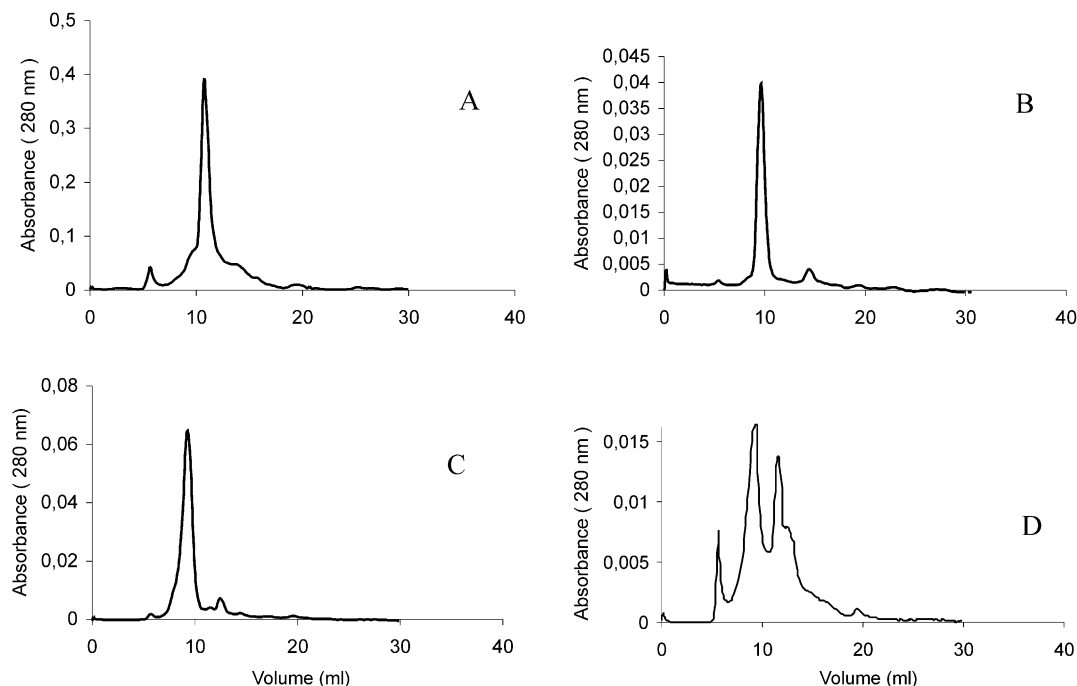 0,5
0,4
0,3
0,2
0,1
0
Absorbance ( 280 nm )
0 10 20 30 40
A
0,045
0,04
0,035
0,03
0,025
0,02
0,015
0,01
0,005
0
Absorbance ( 280 nm )
0 10 20 30 40
B
0,08
0,06
0,04
0,02
0
Absorbance ( 280 nm)
0 10 20 30 40
Volume (ml)
C
0,015
0,01
0,005
0
Absorbance ( 280 nm )
0 10 20 30 40
Volume (ml)
D